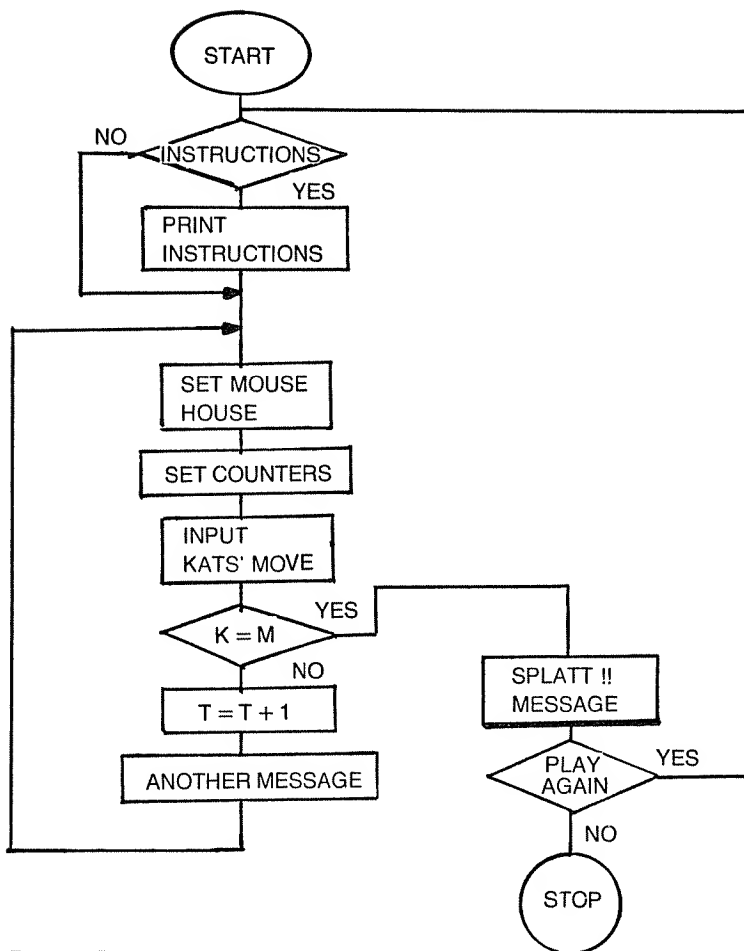 START
NO
INSTRUCTIONS
YES
PRINT
INSTRUCTIONS
SET MOUSE
HOUSE
SET COUNTERS
INPUT
KATS' MOVE
YES
K = M
NO
T = T + 1
ANOTHER MESSAGE
SPLATT !!
MESSAGE
PLAY
AGAIN
YES
NO
STOP